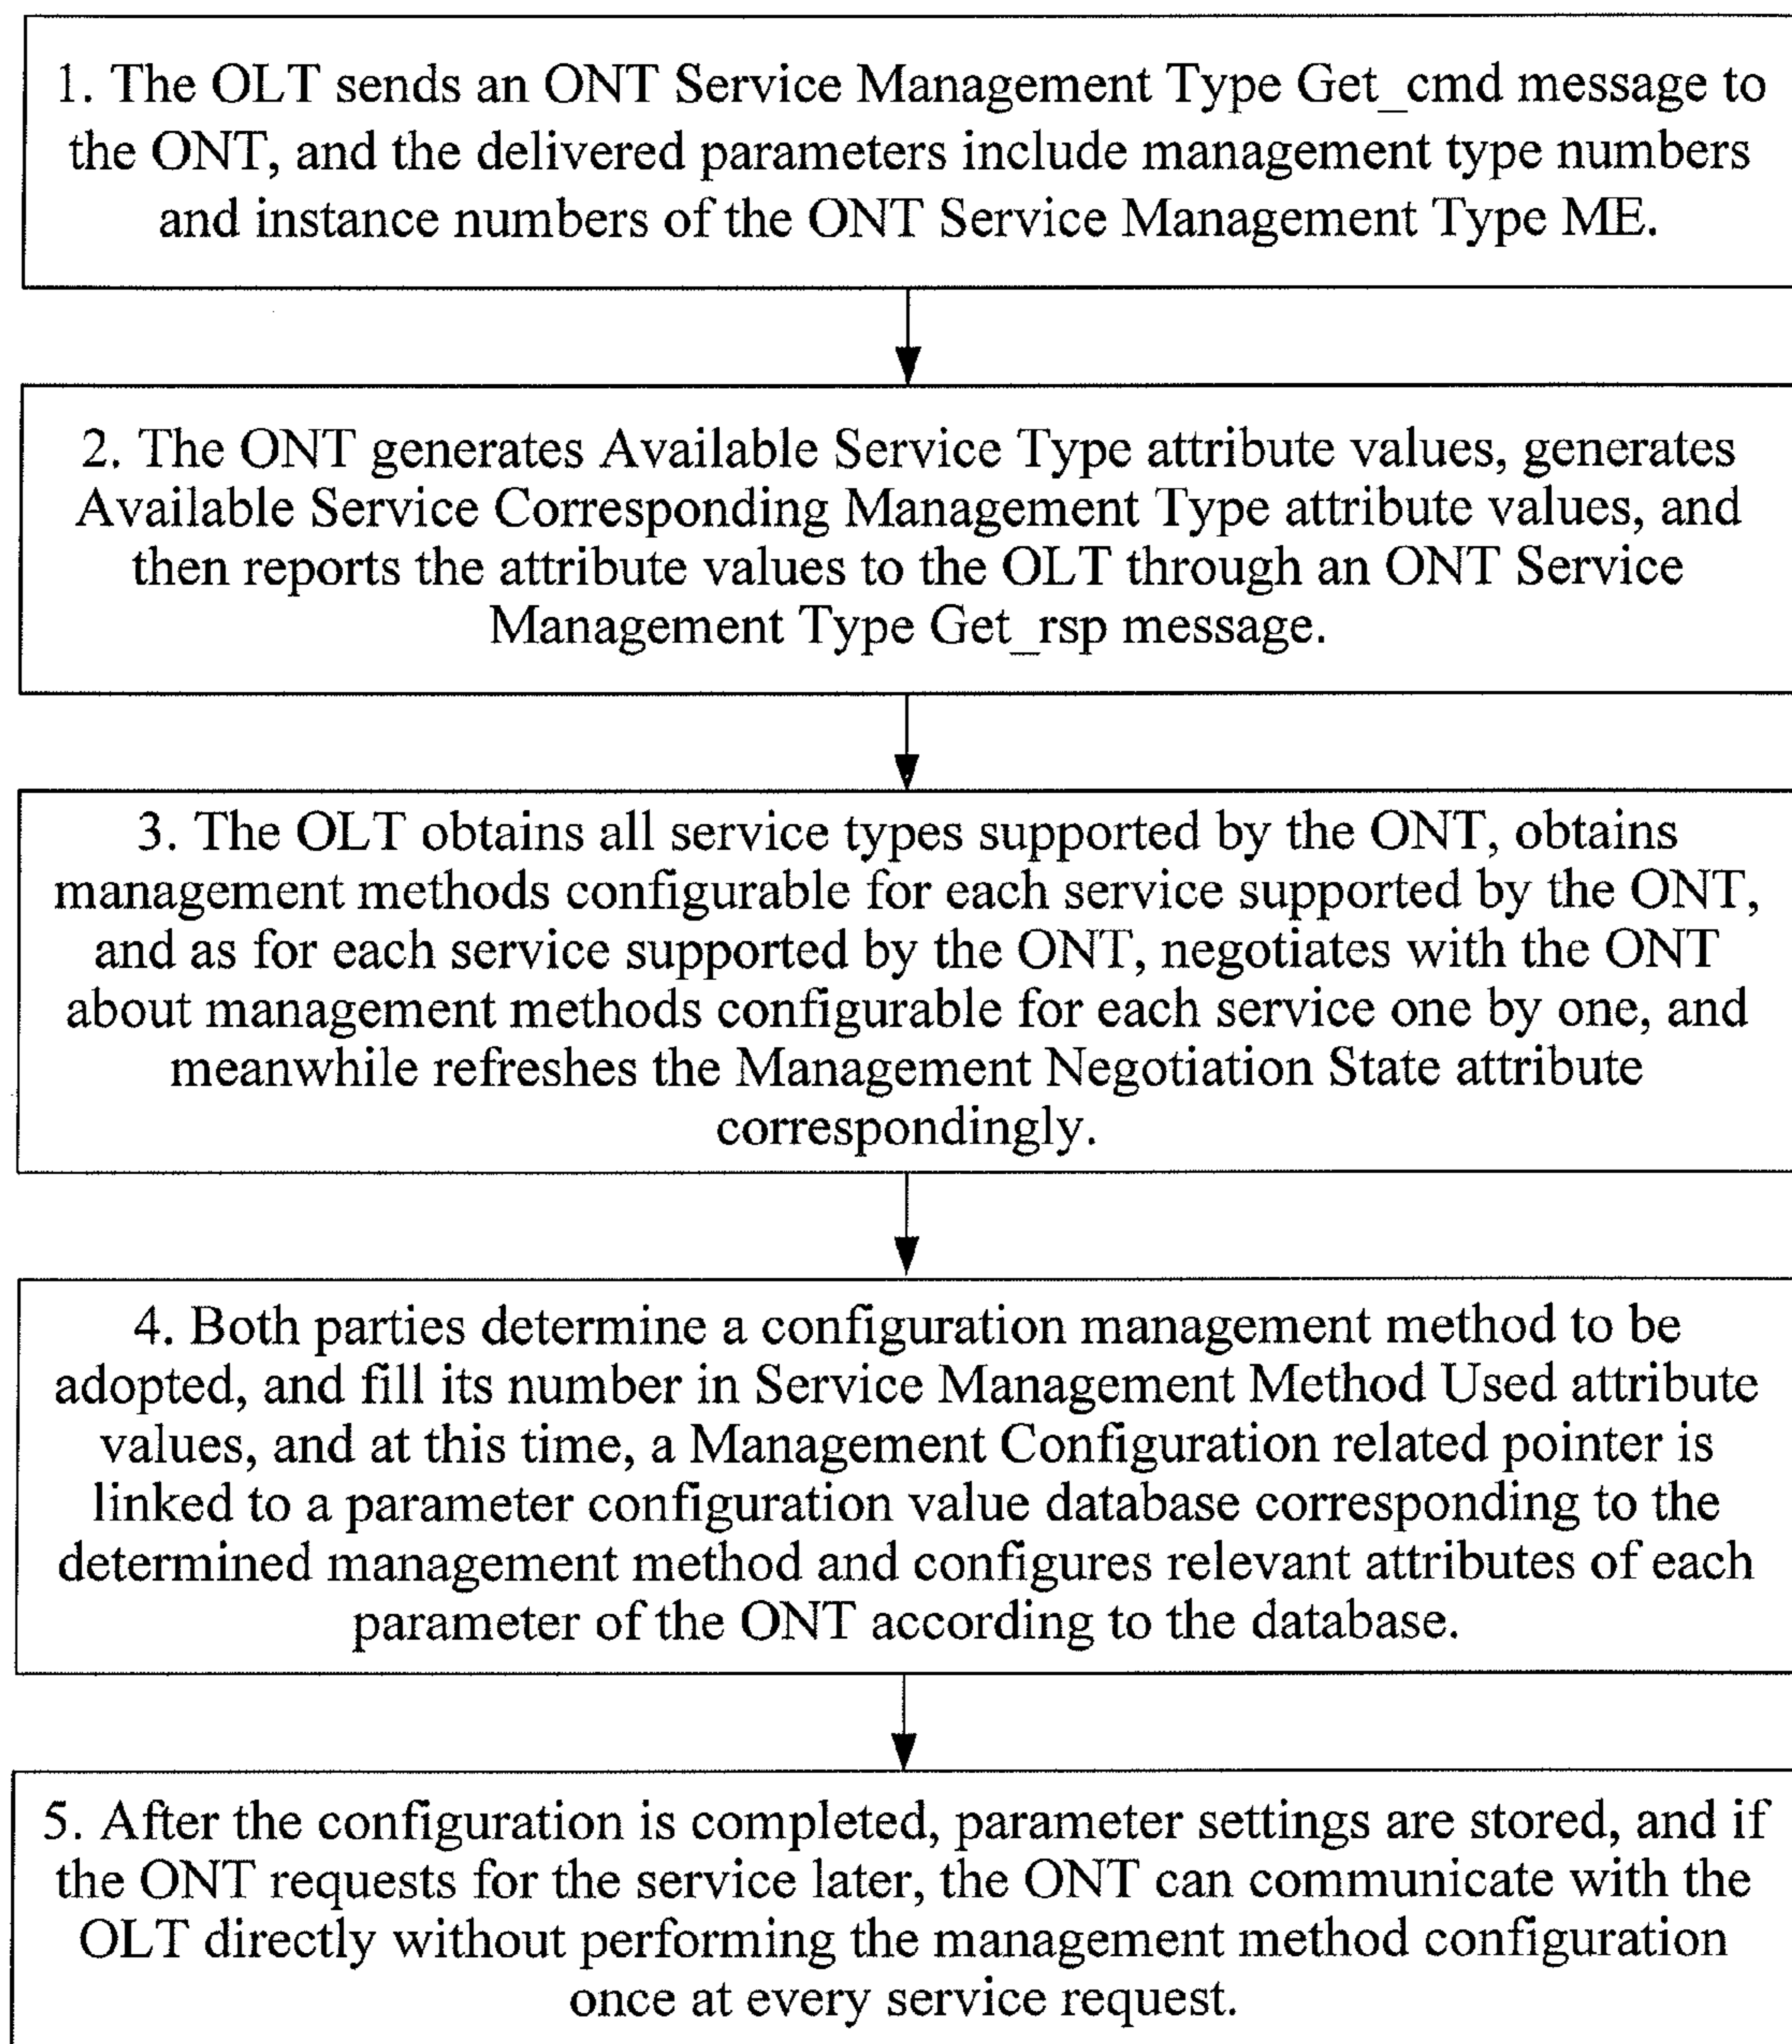 1. The OLT sends an ONT Service Management Type Get_cmd message to
the ONT, and the delivered parameters include management type numbers
and instance numbers of the ONT Service Management Type ME.
2. The ONT generates Available Service Type attribute values, generates
Available Service Corresponding Management Type attribute values, and
then reports the attribute values to the OLT through an ONT Service
Management Type Get_rsp message.
3. The OLT obtains all service types supported by the ONT, obtains
management methods configurable for each service supported by the ONT,
and as for each service supported by the ONT, negotiates with the ONT
about management methods configurable for each service one by one, and
meanwhile refreshes the Management Negotiation State attribute
correspondingly.
4. Both parties determine a configuration management method to be
adopted, and fill its number in Service Management Method Used attribute
values, and at this time, a Management Configuration related pointer is
linked to a parameter configuration value database corresponding to the
determined management method and configures relevant attributes of each
parameter of the ONT according to the database.
5. After the configuration is completed, parameter settings are stored, and if
the ONT requests for the service later, the ONT can communicate with the
OLT directly without performing the management method configuration
once at every service request.